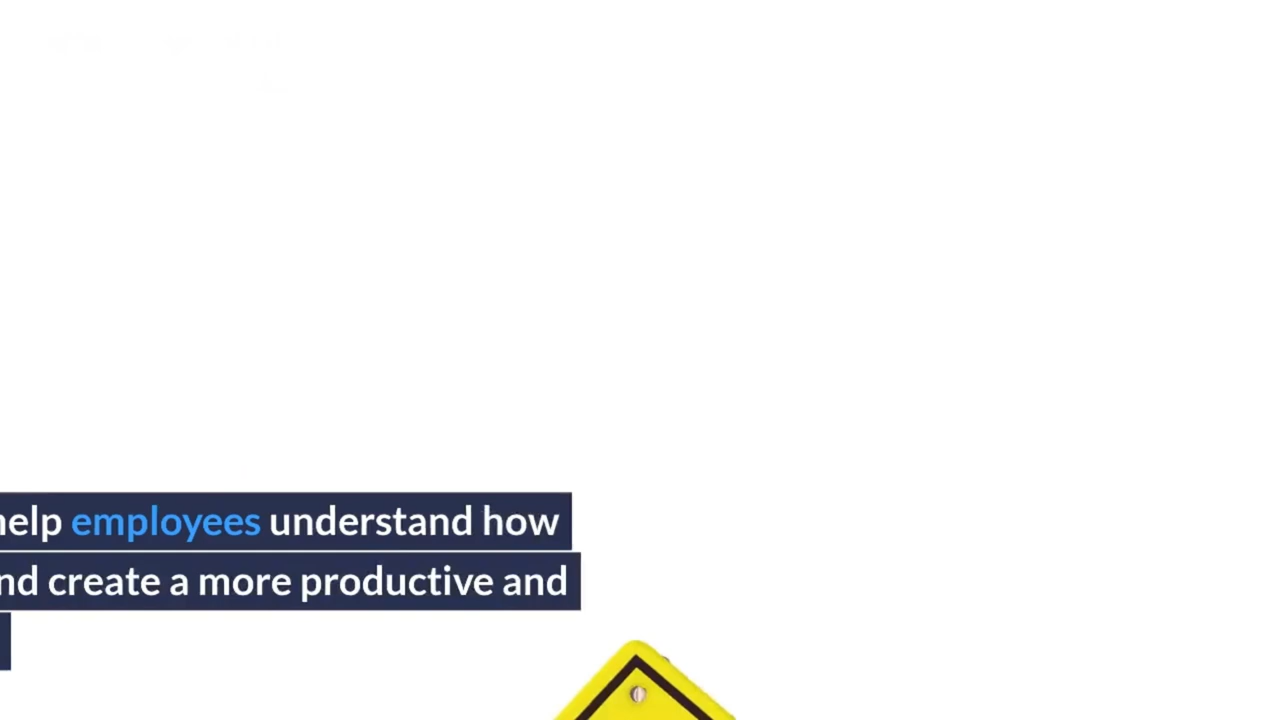 help employees understand how
nd create a more productive and